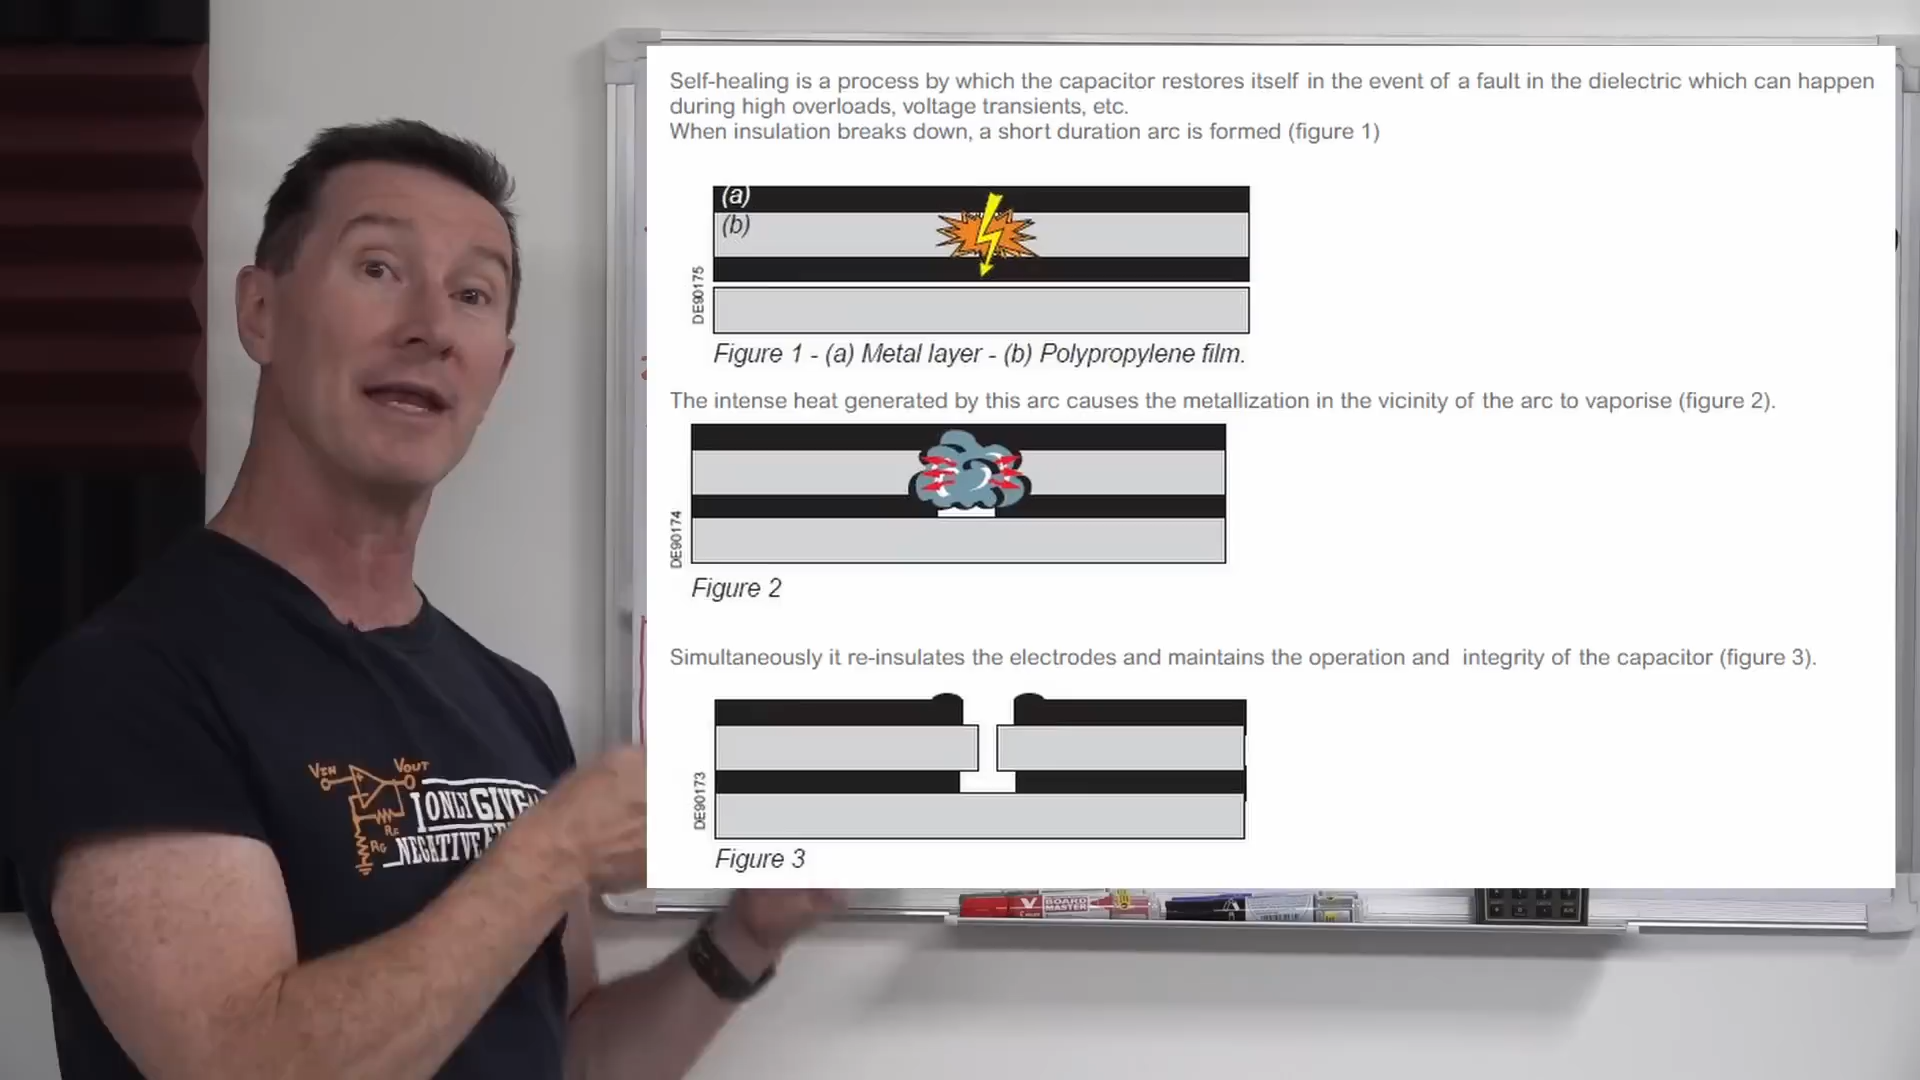 Self-healing is a process by which the capacitor restores itself in the event of a fault in the dielectric which can happen
during high overloads, voltage transients, etc.
When insulation breaks down, a short duration arc is formed (figure 1)
(a)
(b)
DE90175
Figure 1 - (a) Metal layer - (b) Polypropylene film.
The intense heat generated by this arc causes the metallization in the vicinity of the arc to vaporise (figure 2).
DE90174
Figure 2
Simultaneously it re-insulates the electrodes and maintains the operation and integrity of the capacitor (figure 3).
DE90173
Figure 3
VIN
VOUT
RF
RG
I ONLY GIVE
NEGATIVE
V BOARD
MASTER